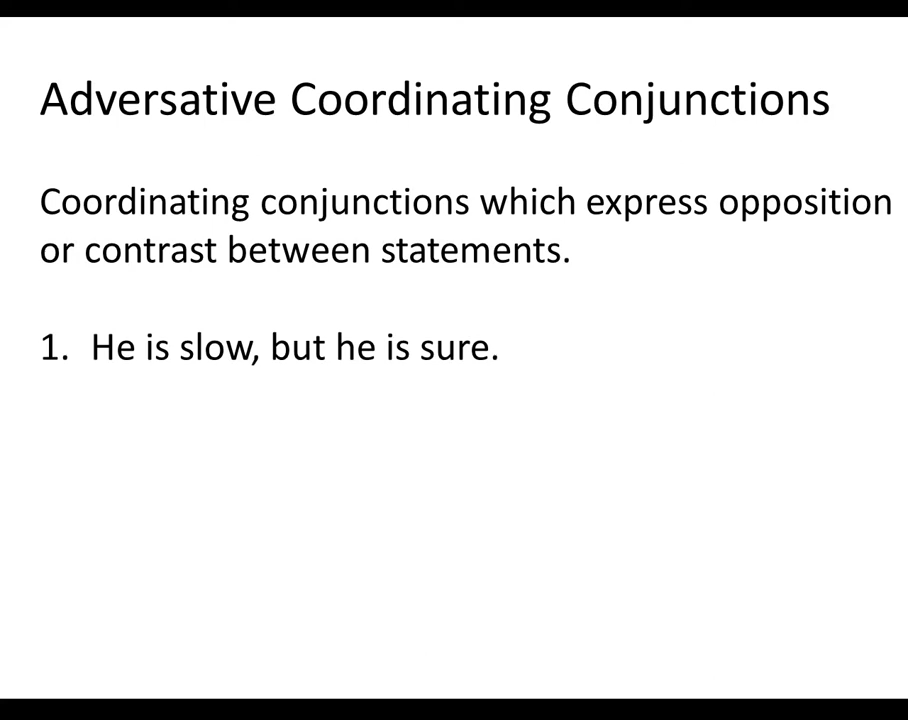 Adversative Coordinating Conjunctions
Coordinating conjunctions which express opposition
or contrast between statements.
1. He is slow, but he is sure.